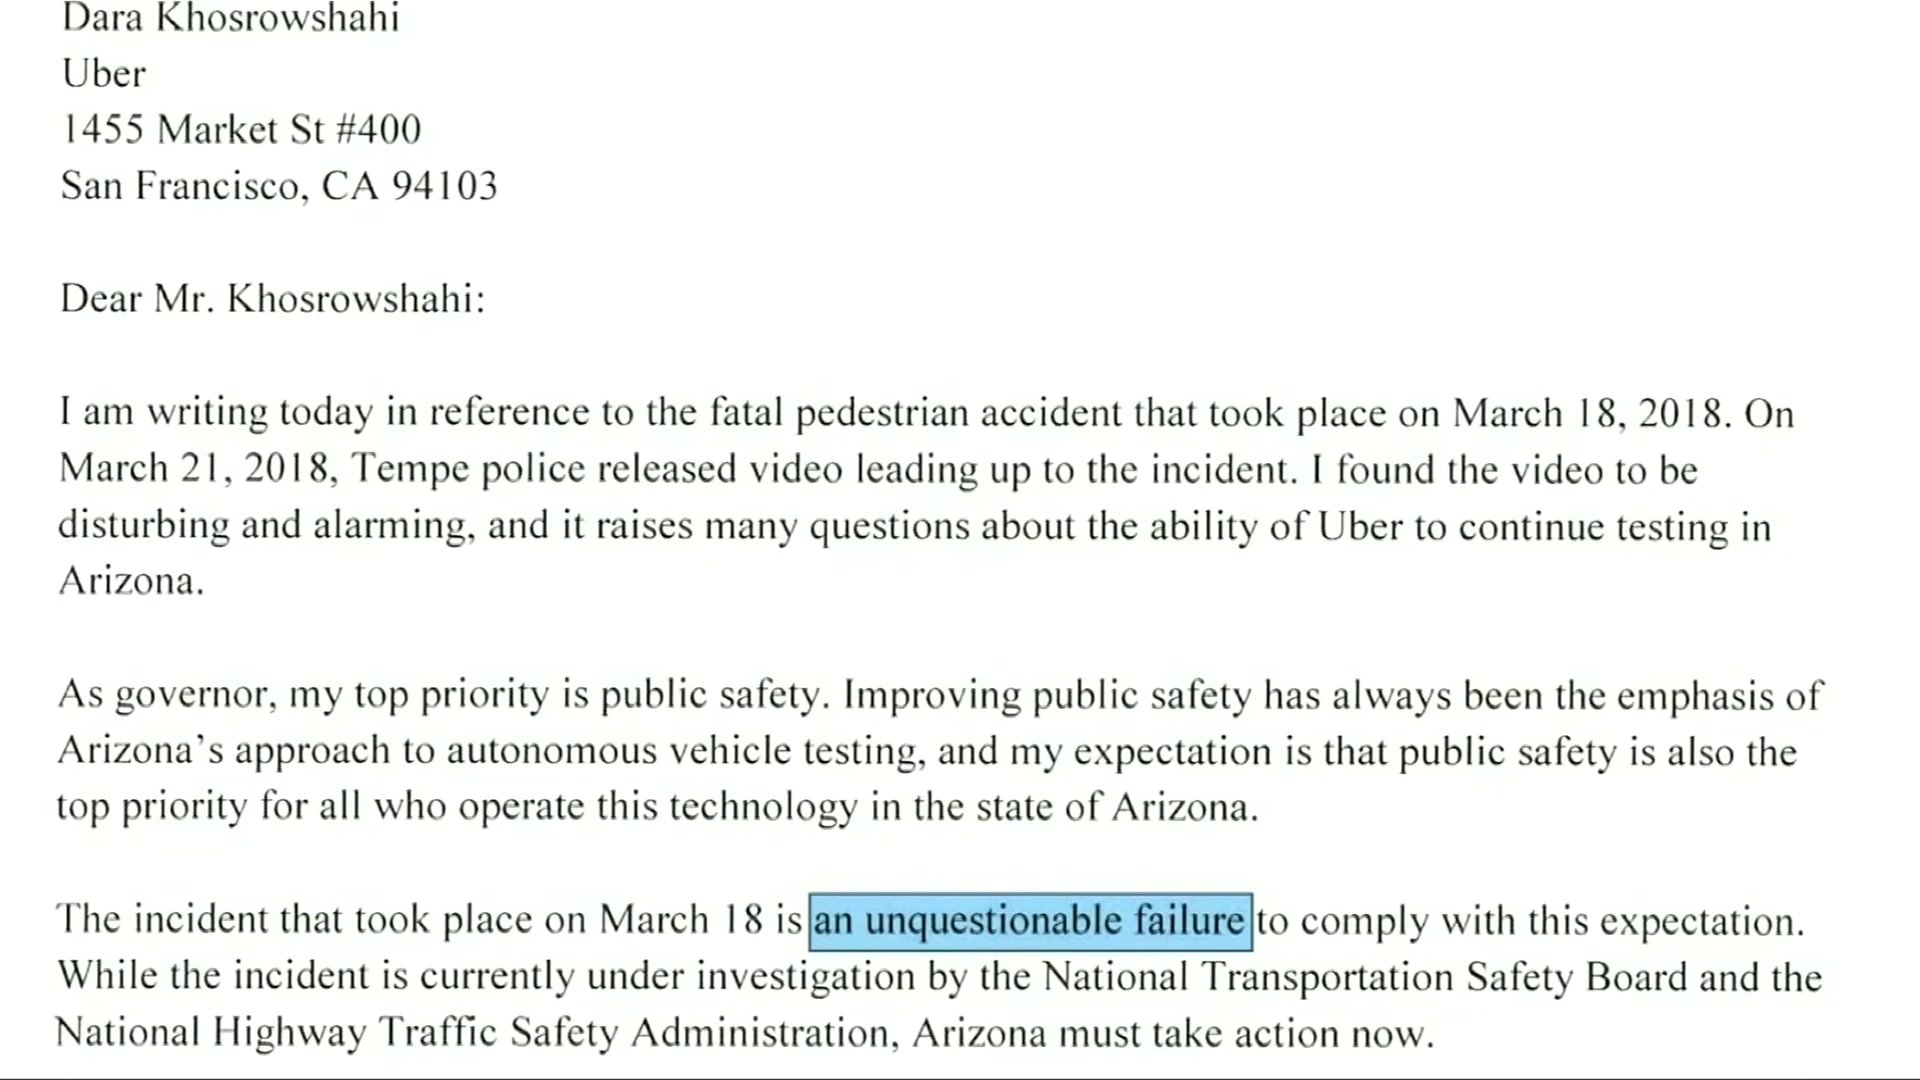 Dara Khosrowshahi
Uber
1455 Market St #400
San Francisco, CA 94103
Dear Mr. Khosrowshahi:
I am writing today in reference to the fatal pedestrian accident that took place on March 18, 2018. On
March 21, 2018, Tempe police released video leading up to the incident. I found the video to be
disturbing and alarming, and it raises many questions about the ability of Uber to continue testing in
Arizona.
As governor, my top priority is public safety. Improving public safety has always been the emphasis of
Arizona’s approach to autonomous vehicle testing, and my expectation is that public safety is also the
top priority for all who operate this technology in the state of Arizona.
The incident that took place on March 18 is an unquestionable failure to comply with this expectation.
While the incident is currently under investigation by the National Transportation Safety Board and the
National Highway Traffic Safety Administration, Arizona must take action now.